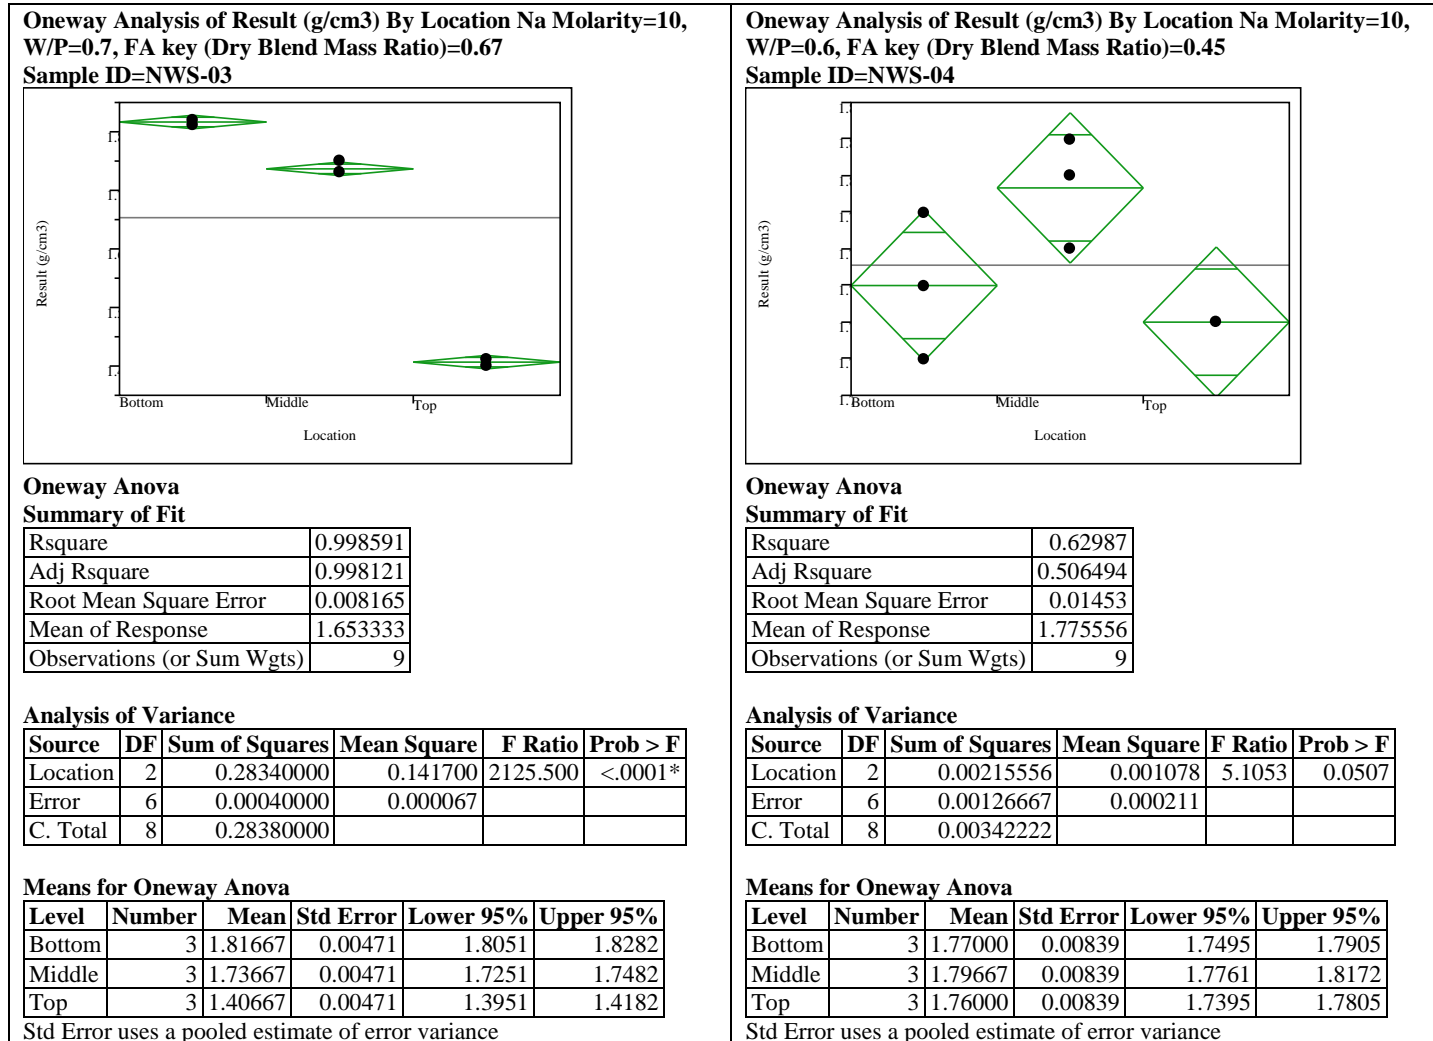 Oneway Analysis of Result (g/cm3) By Location Na Molarity=10,
W/P=0.7, FA key (Dry Blend Mass Ratio)=0.67
Sample ID=NWS-03
Result (g/cm3)
Bottom Middle Top
Location
Oneway Anova
Summary of Fit
Rsquare 0.998591
Adj Rsquare 0.998121
Root Mean Square Error 0.008165
Mean of Response 1.653333
Observations (or Sum Wgts) 9
Analysis of Variance
Source DF Sum of Squares Mean Square F Ratio Prob > F
Location 2 0.28340000 0.141700 2125.500 <.0001*
Error 6 0.00040000 0.000067
C. Total 8 0.28380000
Means for Oneway Anova
Level Number Mean Std Error Lower 95% Upper 95%
Bottom 3 1.81667 0.00471 1.8051 1.8282
Middle 3 1.73667 0.00471 1.7251 1.7482
Top 3 1.40667 0.00471 1.3951 1.4182
Std Error uses a pooled estimate of error variance
Oneway Analysis of Result (g/cm3) By Location Na Molarity=10,
W/P=0.6, FA key (Dry Blend Mass Ratio)=0.45
Sample ID=NWS-04
Result (g/cm3)
Bottom Middle Top
Location
Oneway Anova
Summary of Fit
Rsquare 0.62987
Adj Rsquare 0.506494
Root Mean Square Error 0.01453
Mean of Response 1.775556
Observations (or Sum Wgts) 9
Analysis of Variance
Source DF Sum of Squares Mean Square F Ratio Prob > F
Location 2 0.00215556 0.001078 5.1053 0.0507
Error 6 0.00126667 0.000211
C. Total 8 0.00342222
Means for Oneway Anova
Level Number Mean Std Error Lower 95% Upper 95%
Bottom 3 1.77000 0.00839 1.7495 1.7905
Middle 3 1.79667 0.00839 1.7761 1.8172
Top 3 1.76000 0.00839 1.7395 1.7805
Std Error uses a pooled estimate of error variance